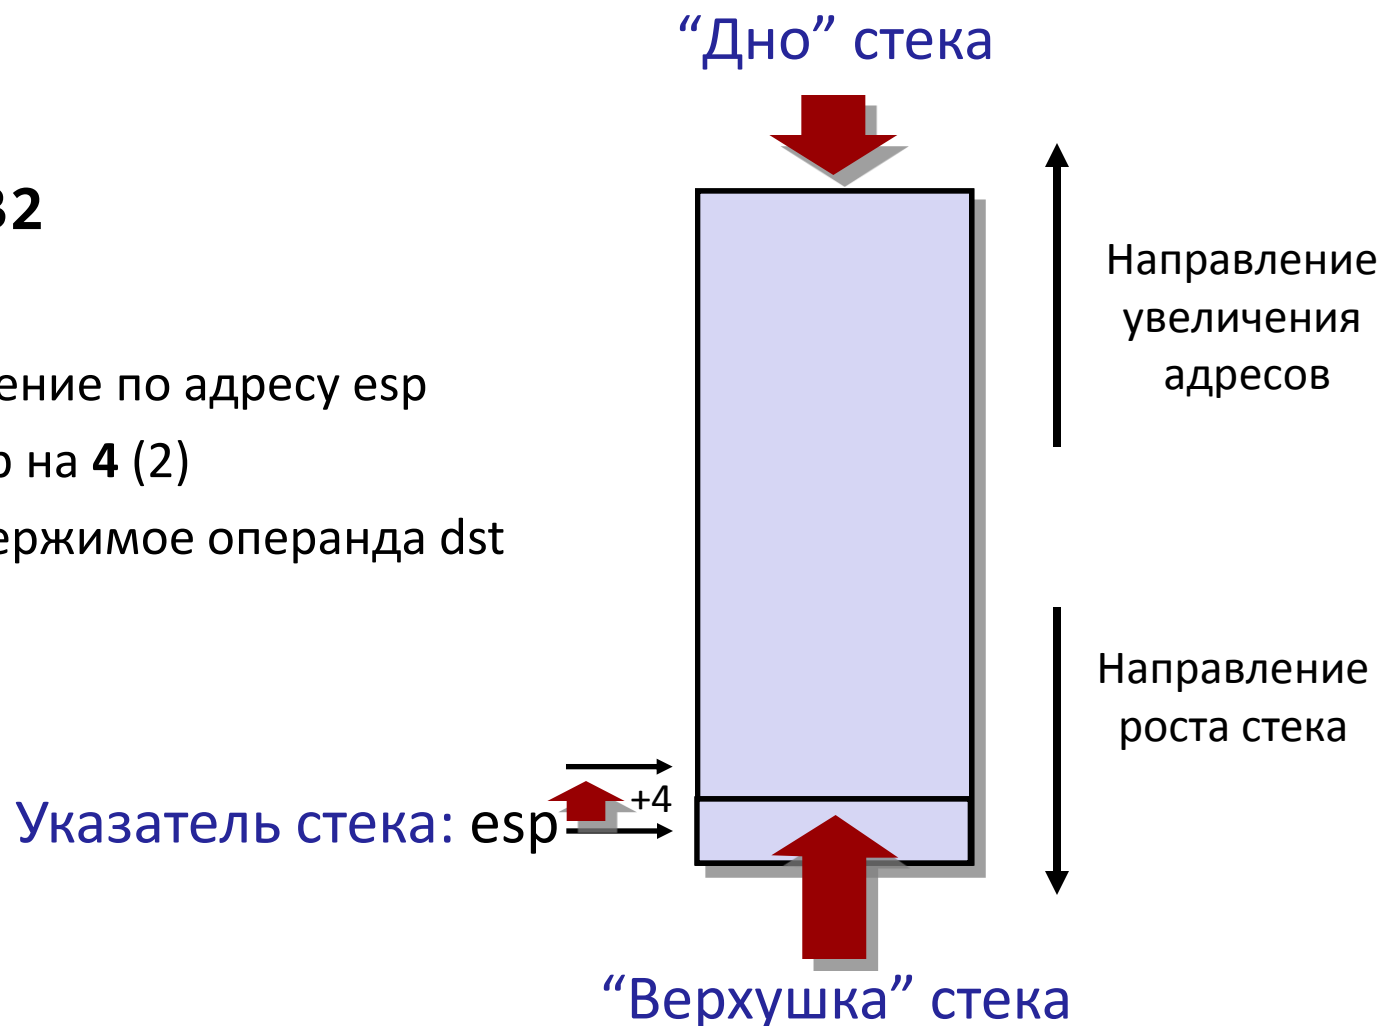 “Дно” стека
32
Направление
увеличения
адресов
ение по адресу esp
на 4 (2)
ержимое операнда dst
Направление
роста стека
+4
Указатель стека: esp
“Верхушка” стека